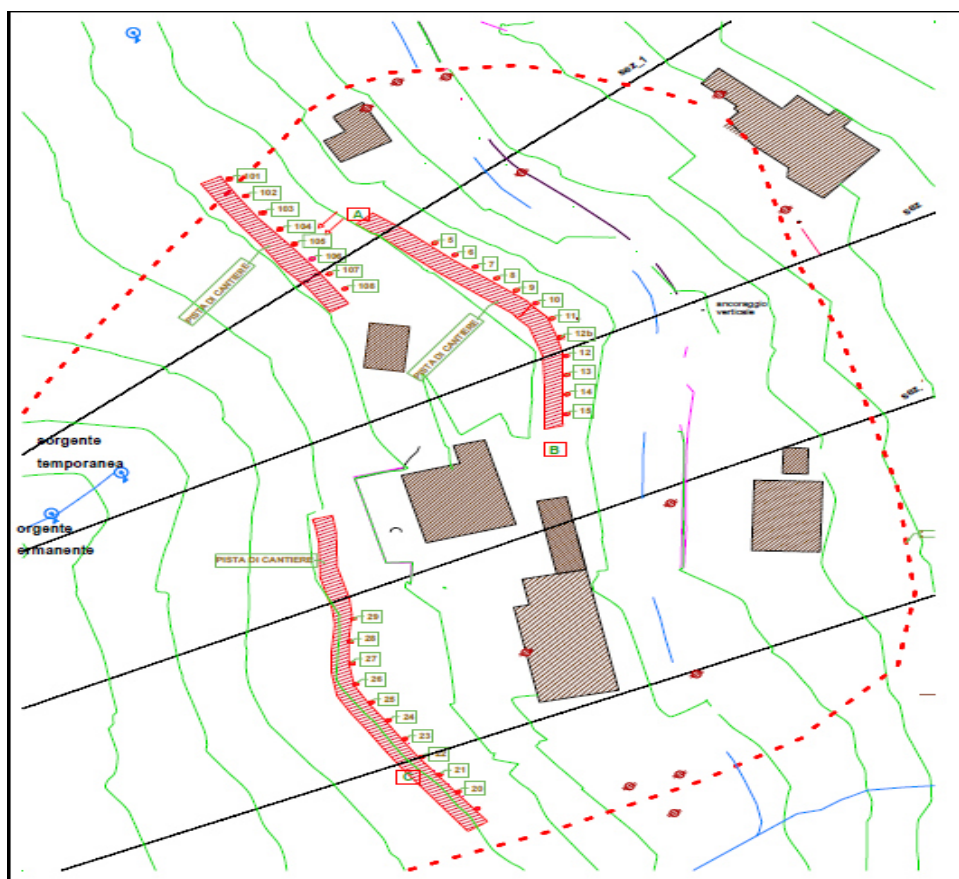 sez_1
101
102
103
104
105
106
107
108
A
5
6
7
8
9
10
11
12b
12
13
14
15
B
PISTA DI CANTIERE
PISTA DI CANTIERE
sez
ancoraggio
verticale
sez.
sorgente
temporanea
orgente
ermanente
PISTA DI CANTIERE
29
28
27
26
25
24
23
22
21
20
C